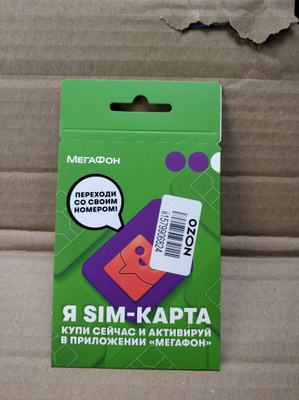 МЕГАФОН
ПЕРЕХОДИ
СО СВОИМ
НОМЕРОМ!
OZON
Я SIM-КАРТА
КУПИ СЕЙЧАС И АКТИВИРУЙ
В ПРИЛОЖЕНИИ «МЕГАФОН»